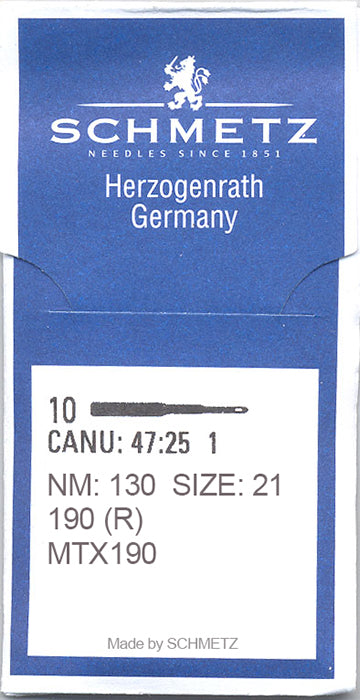 SCHMETZ
NEEDLES SINCE 1851
Herzogenrath
Germany
10
CANU: 47:25 1
NM: 130 SIZE: 21
190 (R)
MTX190
Made by SCHMETZ